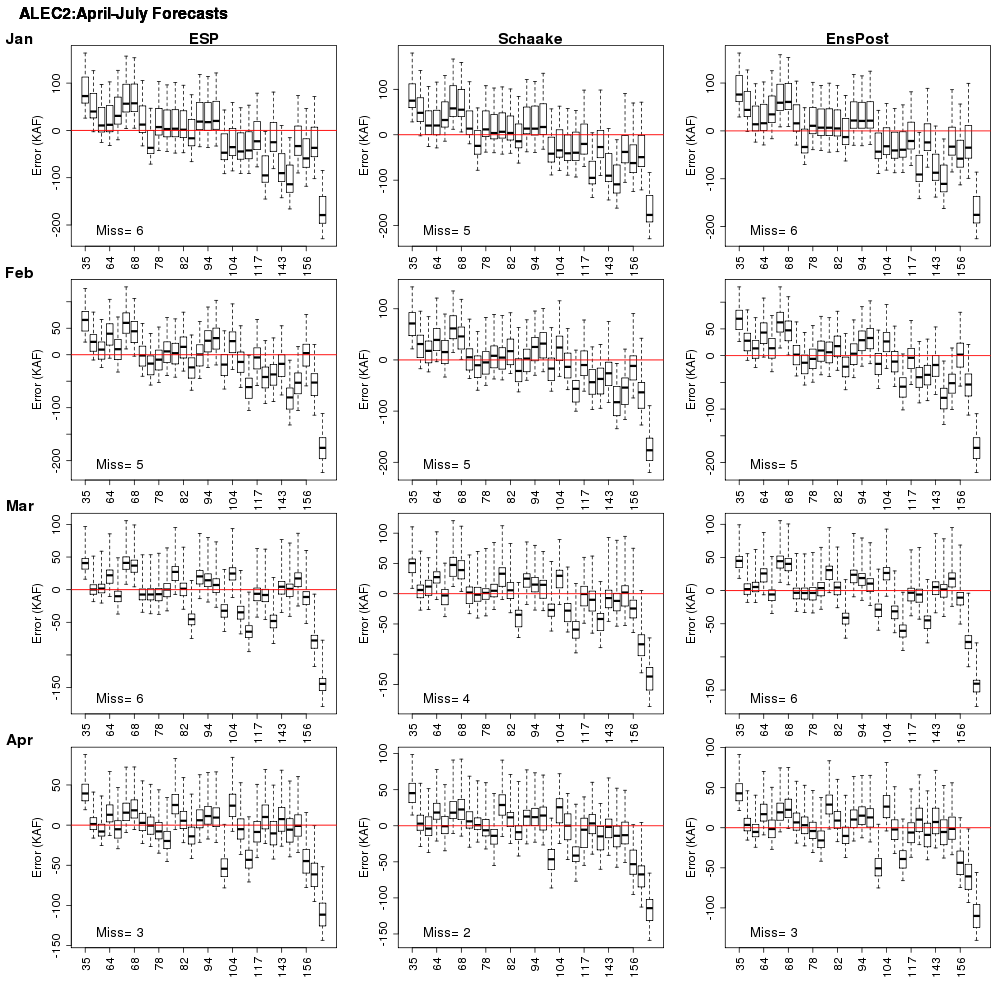 ALEC2:April-July Forecasts
Jan
ESP
Schaake
EnsPost
Error (KAF)
100
0
-100
-200
Miss= 6
35 64 68 78 82 94 104 117 143 156
Error (KAF)
100
0
-100
-200
Miss= 5
35 64 68 78 82 94 104 117 143 156
Error (KAF)
100
0
-100
-200
Miss= 6
35 64 68 78 82 94 104 117 143 156
Feb
Error (KAF)
50
0
-100
-200
Miss= 5
35 64 68 78 82 94 104 117 143 156
Error (KAF)
100
0
-100
-200
Miss= 5
35 64 68 78 82 94 104 117 143 156
Error (KAF)
50
0
-100
-200
Miss= 5
35 64 68 78 82 94 104 117 143 156
Mar
Error (KAF)
100
50
0
-50
-150
Miss= 6
35 64 68 78 82 94 104 117 143 156
Error (KAF)
100
50
0
-50
-150
Miss= 4
35 64 68 78 82 94 104 117 143 156
Error (KAF)
100
50
0
-50
-150
Miss= 6
35 64 68 78 82 94 104 117 143 156
Apr
Error (KAF)
50
0
-50
-100
-150
Miss= 3
35 64 68 78 82 94 104 117 143 156
Error (KAF)
100
50
0
-50
-100
-150
Miss= 2
35 64 68 78 82 94 104 117 143 156
Error (KAF)
100
50
0
-50
-100
Miss= 3
35 64 68 78 82 94 104 117 143 156